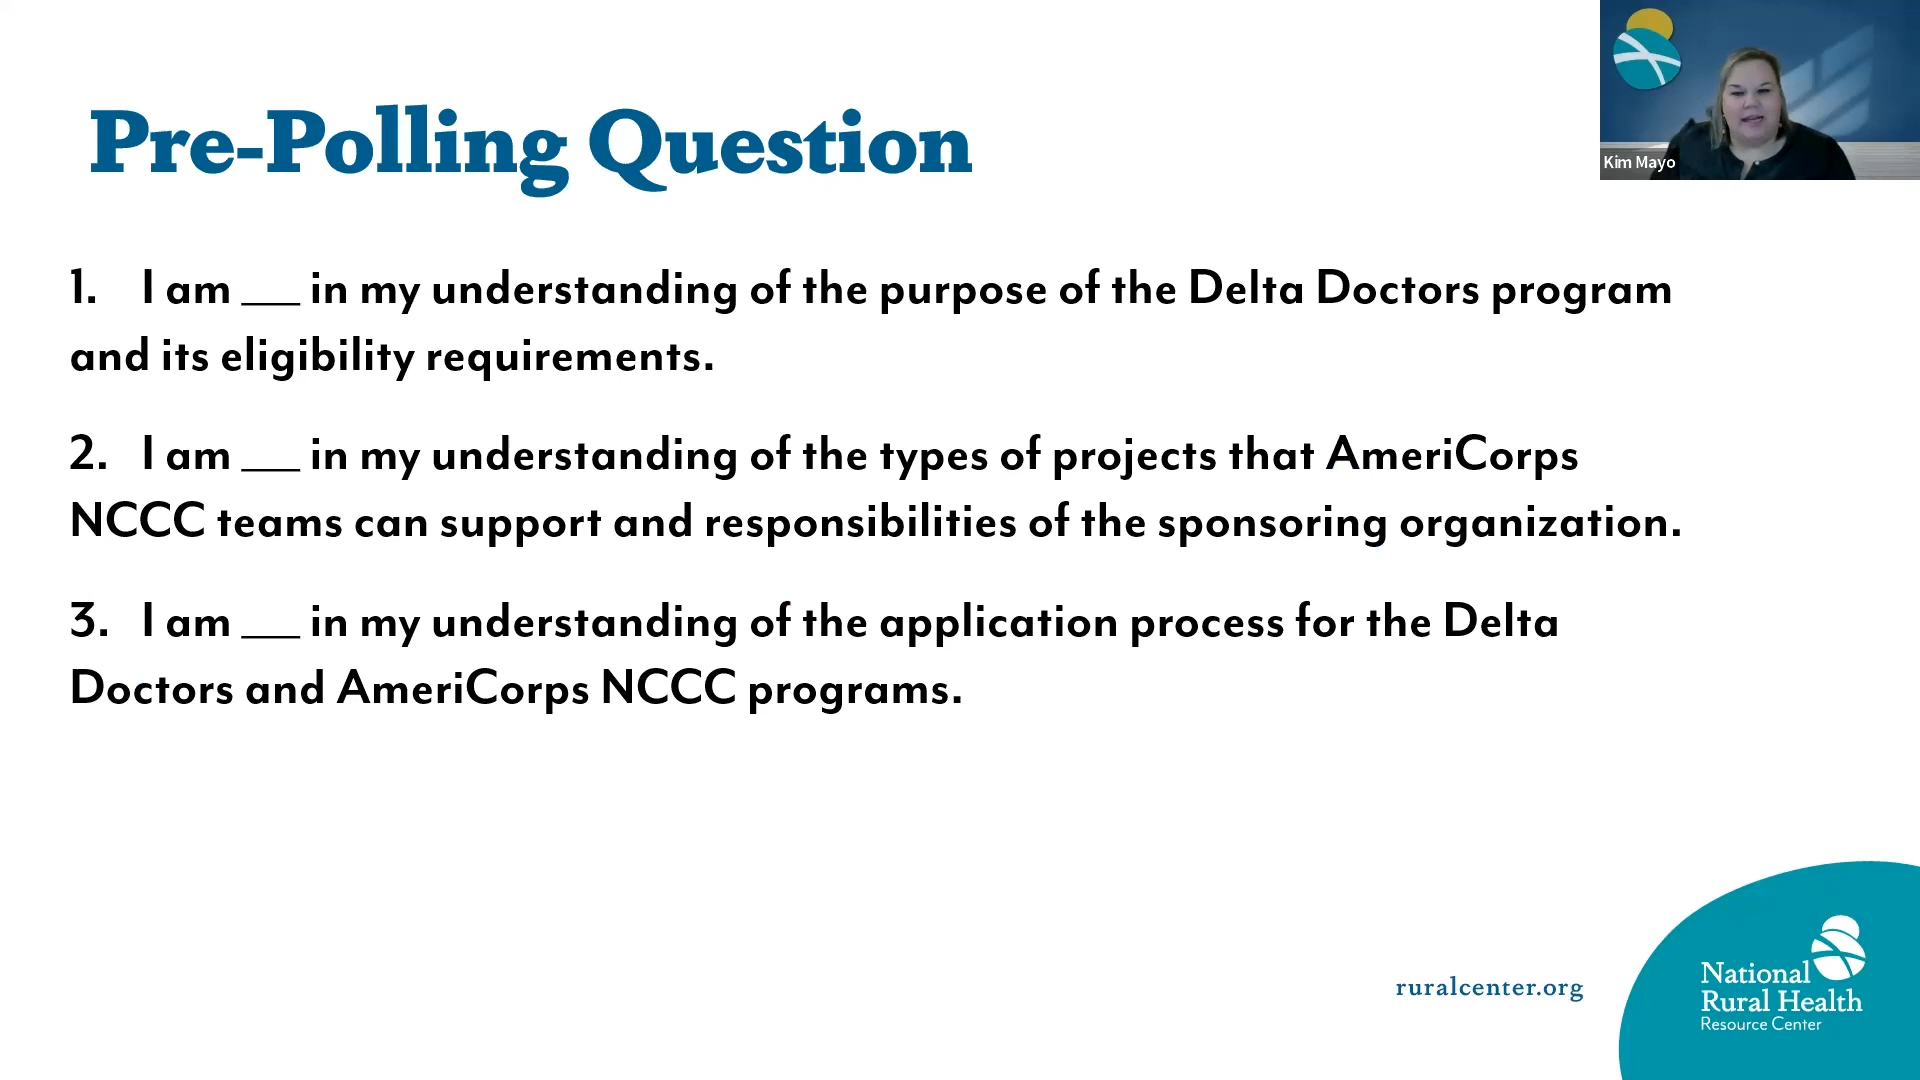 Pre-Polling Question
Kim Mayo
1. I am ___ in my understanding of the purpose of the Delta Doctors program
and its eligibility requirements.
2. I am ___ in my understanding of the types of projects that AmeriCorps
NCCC teams can support and responsibilities of the sponsoring organization.
3. I am ___ in my understanding of the application process for the Delta
Doctors and AmeriCorps NCCC programs.
ruralcenter.org
National
Rural Health
Resource Center